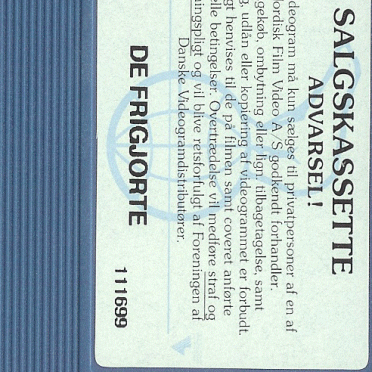 SALGSKASSETTE
ADVARSEL!
deogram må kun sælges til privatpersoner af en af
ordisk Film Video A/S godkendt forhandler.
gekøb, ombytning eller lign. tilbagetagelse, samt
g, udlån eller kopiering af videogrammet er forbudt.
gt henvises til de på filmen samt coveret anførte
lle betingelser. Overtrædelse vil medføre straf og
ningspligt og vil blive retsforfulgt af Foreningen af
Danske Videogramdistributører.
DE FRIGJORTE
111699